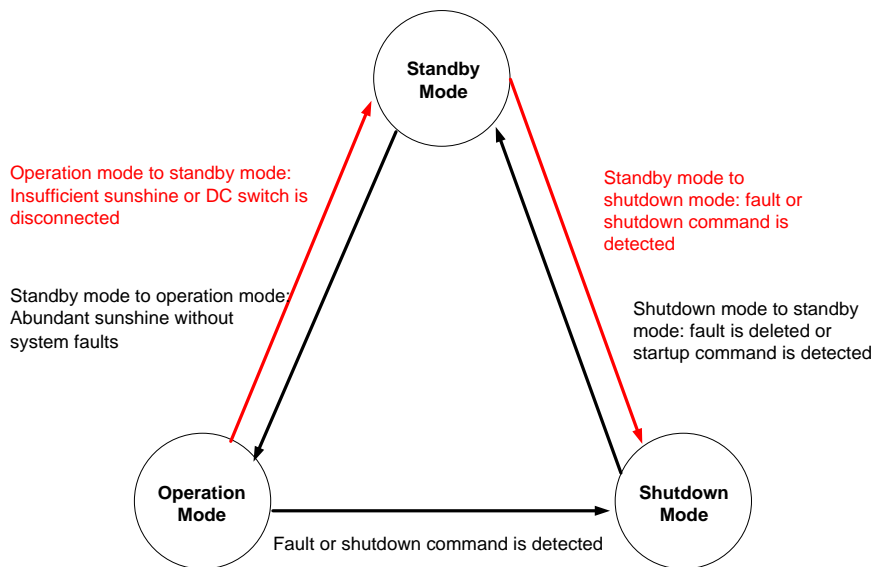 Standby
Mode
Operation mode to standby mode:
Insufficient sunshine or DC switch is
disconnected
Standby mode to
shutdown mode: fault or
shutdown command is
detected
Standby mode to operation mode:
Abundant sunshine without
system faults
Shutdown mode to standby
mode: fault is deleted or
startup command is detected
Operation
Mode
Shutdown
Mode
Fault or shutdown command is detected